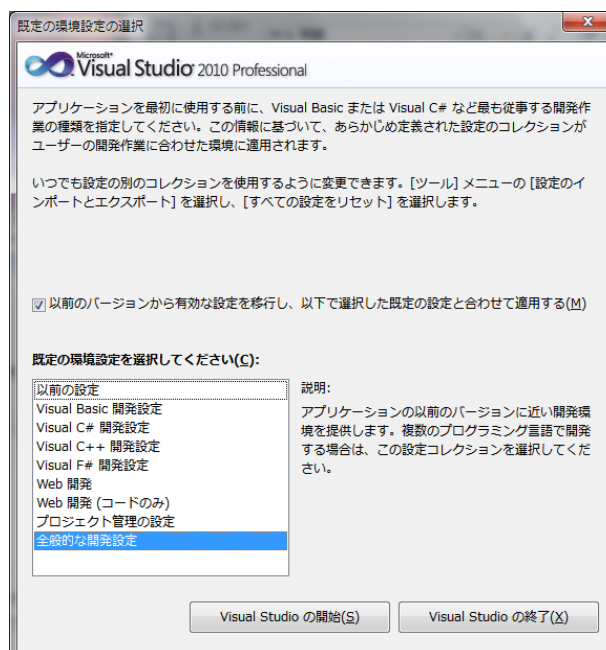 既定の環境設定の選択
Microsoft
Visual Studio 2010 Professional
アプリケーションを最初に使用する前に、Visual Basic または Visual C# など最も従事する開発作
業の種類を指定してください。この情報に基づいて、あらかじめ定義された設定のコレクションが
ユーザーの開発作業に合わせた環境に適用されます。
いつでも設定の別のコレクションを使用するように変更できます。[ツール] メニューの [設定のイ
ンポートとエクスポート] を選択し、[すべての設定をリセット] を選択します。
以前のバージョンから有効な設定を移行し、以下で選択した既定の設定と合わせて適用する(M)
既定の環境設定を選択してください(C):
以前の設定
Visual Basic 開発設定
Visual C# 開発設定
Visual C++ 開発設定
Visual F# 開発設定
Web 開発
Web 開発 (コードのみ)
プロジェクト管理の設定
全般的な開発設定
説明:
アプリケーションの以前のバージョンに近い開発環
境を提供します。複数のプログラミング言語で開発
する場合は、この設定コレクションを選択してくだ
さい。
Visual Studio の開始(S)
Visual Studio の終了(X)